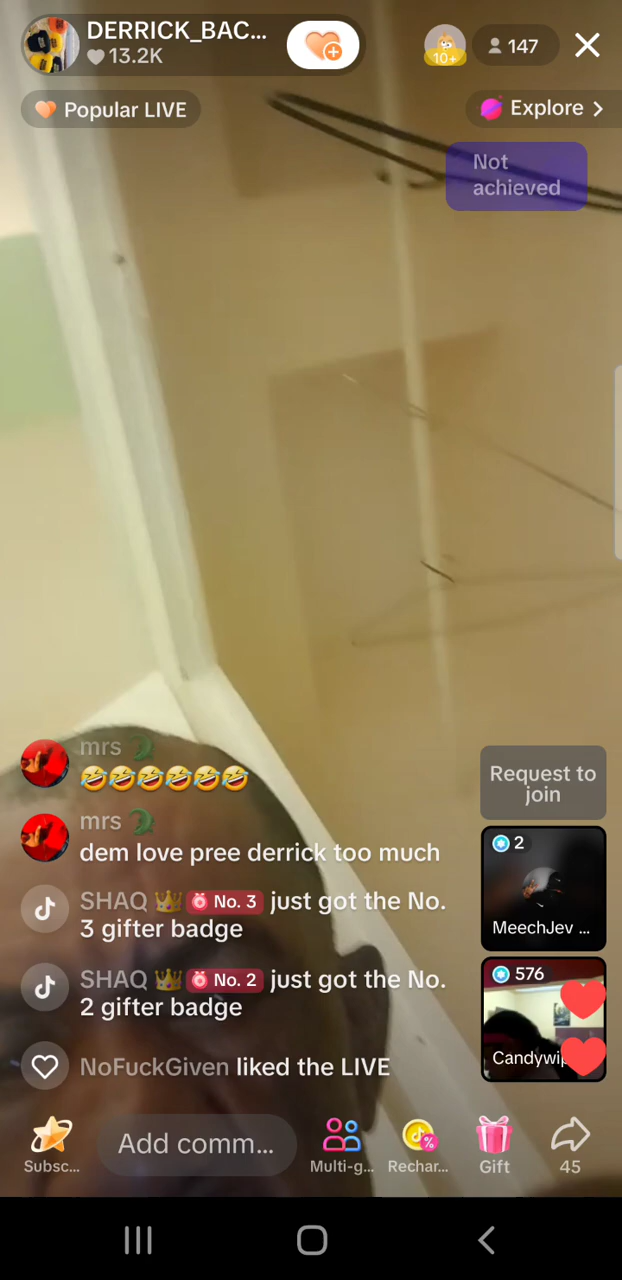 DERRICK_BAC...
13.2K
10+
147
Popular LIVE
Explore
Not
achieved
mrs
🤣🤣🤣🤣🤣🤣
mrs
dem love pree derrick too much
SHAQ 👑 No. 3 just got the No.
3 gifter badge
SHAQ 👑 No. 2 just got the No.
2 gifter badge
NoFuckGiven liked the LIVE
Request to
join
2
MeechJev ...
576
Candywip
Add comm...
Subsc...
Multi-g...
Rechar...
Gift
45